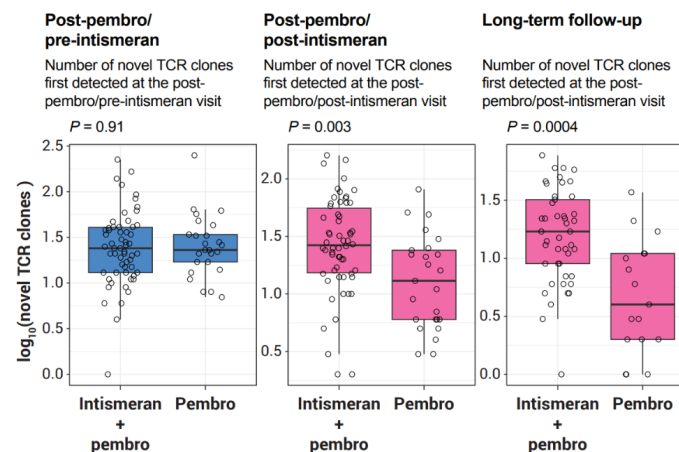 Post-pembro/
pre-intismeran
Number of novel TCR clones
first detected at the post-
pembro/pre-intismeran visit
P = 0.91
Post-pembro/
post-intismeran
Number of novel TCR clones
first detected at the post-
pembro/post-intismeran visit
P = 0.003
Long-term follow-up
Number of novel TCR clones
first detected at the post-
pembro/post-intismeran visit
P = 0.0004
log10(novel TCR clones )
2.5
2.0
1.5
1.0
0.5
0.0
Intismeran
+
pembro
Pembro
2.0
1.5
1.0
0.5
Intismeran
+
pembro
Pembro
1.5
1.0
0.5
0.0
Intismeran
+
pembro
Pembro